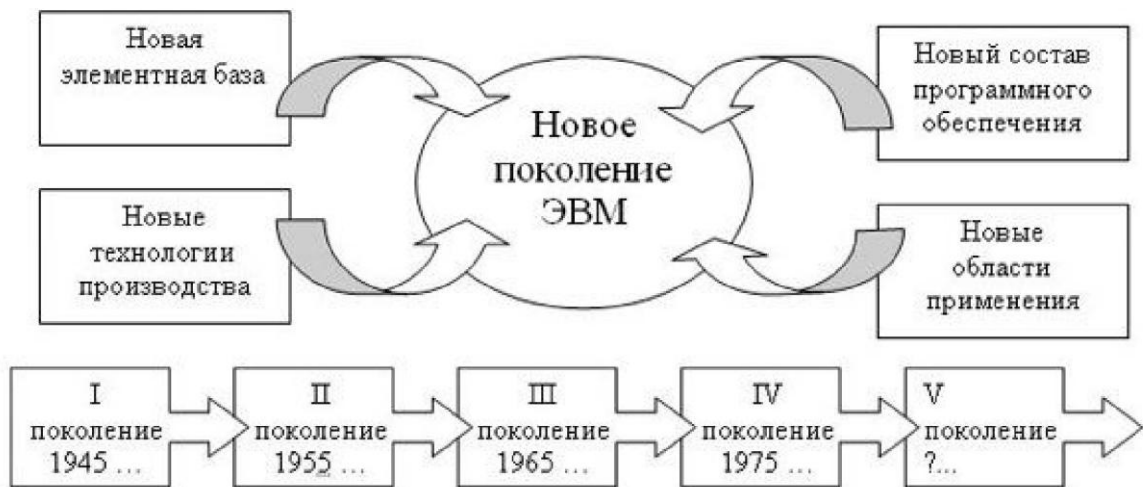 Новая
элементная база
Новый состав
программного
обеспечения
Новое
поколение
ЭВМ
Новые
технологии
производства
Новые
области
применения
I
поколение
1945 ...
II
поколение
1955 ...
III
поколение
1965 ...
IV
поколение
1975 ...
V
поколение
?...